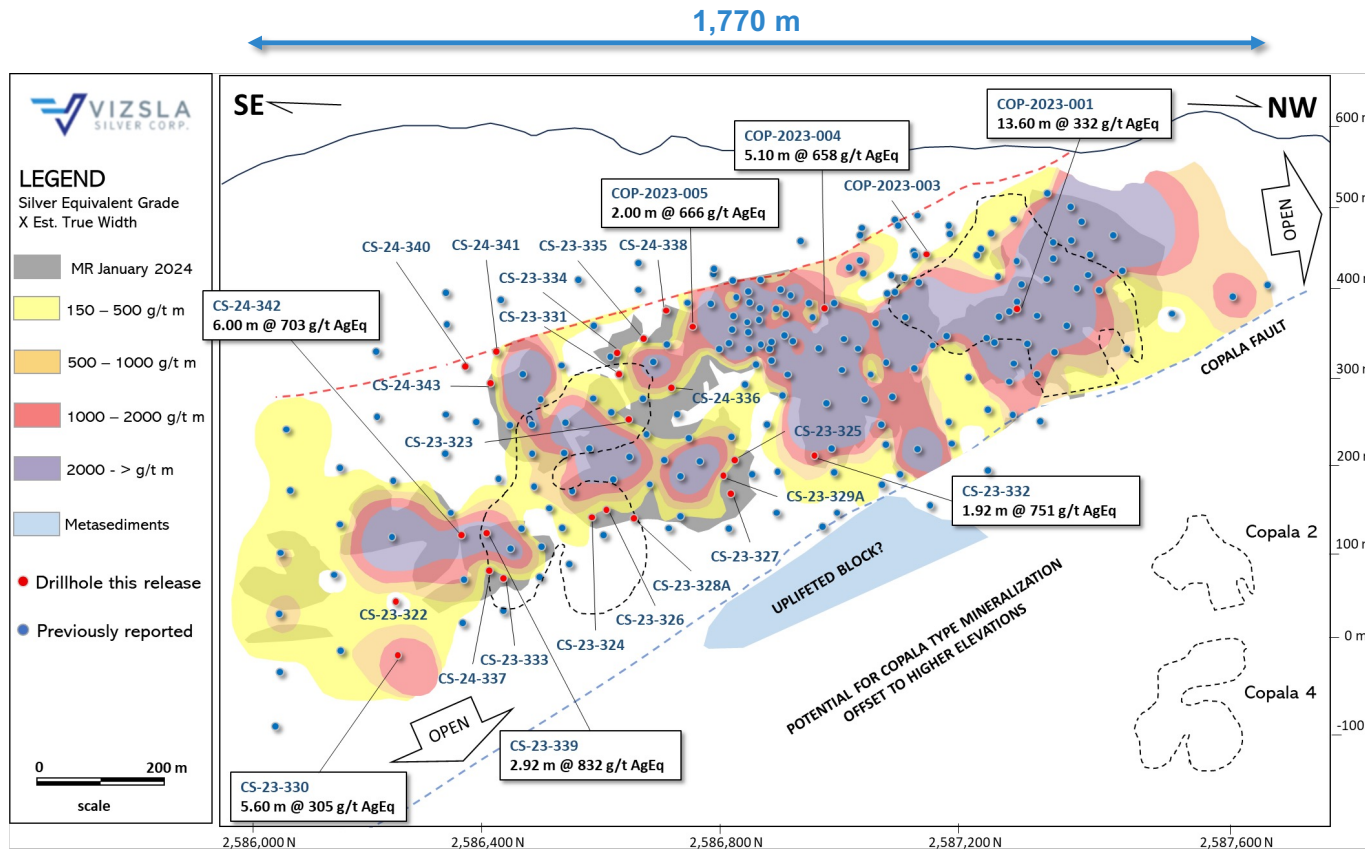 1,770 m
VIZSLA
SILVER CORP.
LEGEND
Silver Equivalent Grade
X Est. True Width
MR January 2024
150 – 500 g/t m
500 – 1000 g/t m
1000 – 2000 g/t m
2000 - > g/t m
Metasediments
Drillhole this release
Previously reported
0 200 m
scale
SE
NW
COP-2023-001
13.60 m @ 332 g/t AgEq
COP-2023-004
5.10 m @ 658 g/t AgEq
COP-2023-003
COP-2023-005
2.00 m @ 666 g/t AgEq
CS-24-340
CS-24-341
CS-23-335
CS-24-338
CS-23-334
CS-23-331
CS-24-342
6.00 m @ 703 g/t AgEq
CS-24-343
CS-24-336
CS-23-323
CS-23-325
CS-23-329A
CS-23-332
1.92 m @ 751 g/t AgEq
CS-23-327
CS-23-328A
CS-23-326
CS-23-324
CS-23-322
CS-23-333
CS-24-337
CS-23-339
2.92 m @ 832 g/t AgEq
CS-23-330
5.60 m @ 305 g/t AgEq
OPEN
OPEN
COPALA FAULT
UPLIFETED BLOCK?
POTENTIAL FOR COPALA TYPE MINERALIZATION
OFFSET TO HIGHER ELEVATIONS
Copala 2
Copala 4
600 m
500 m
400 m
300 m
200 m
100 m
0 m
-100
2,586,000 N
2,586,400 N
2,586,800 N
2,587,200 N
2,587,600 N